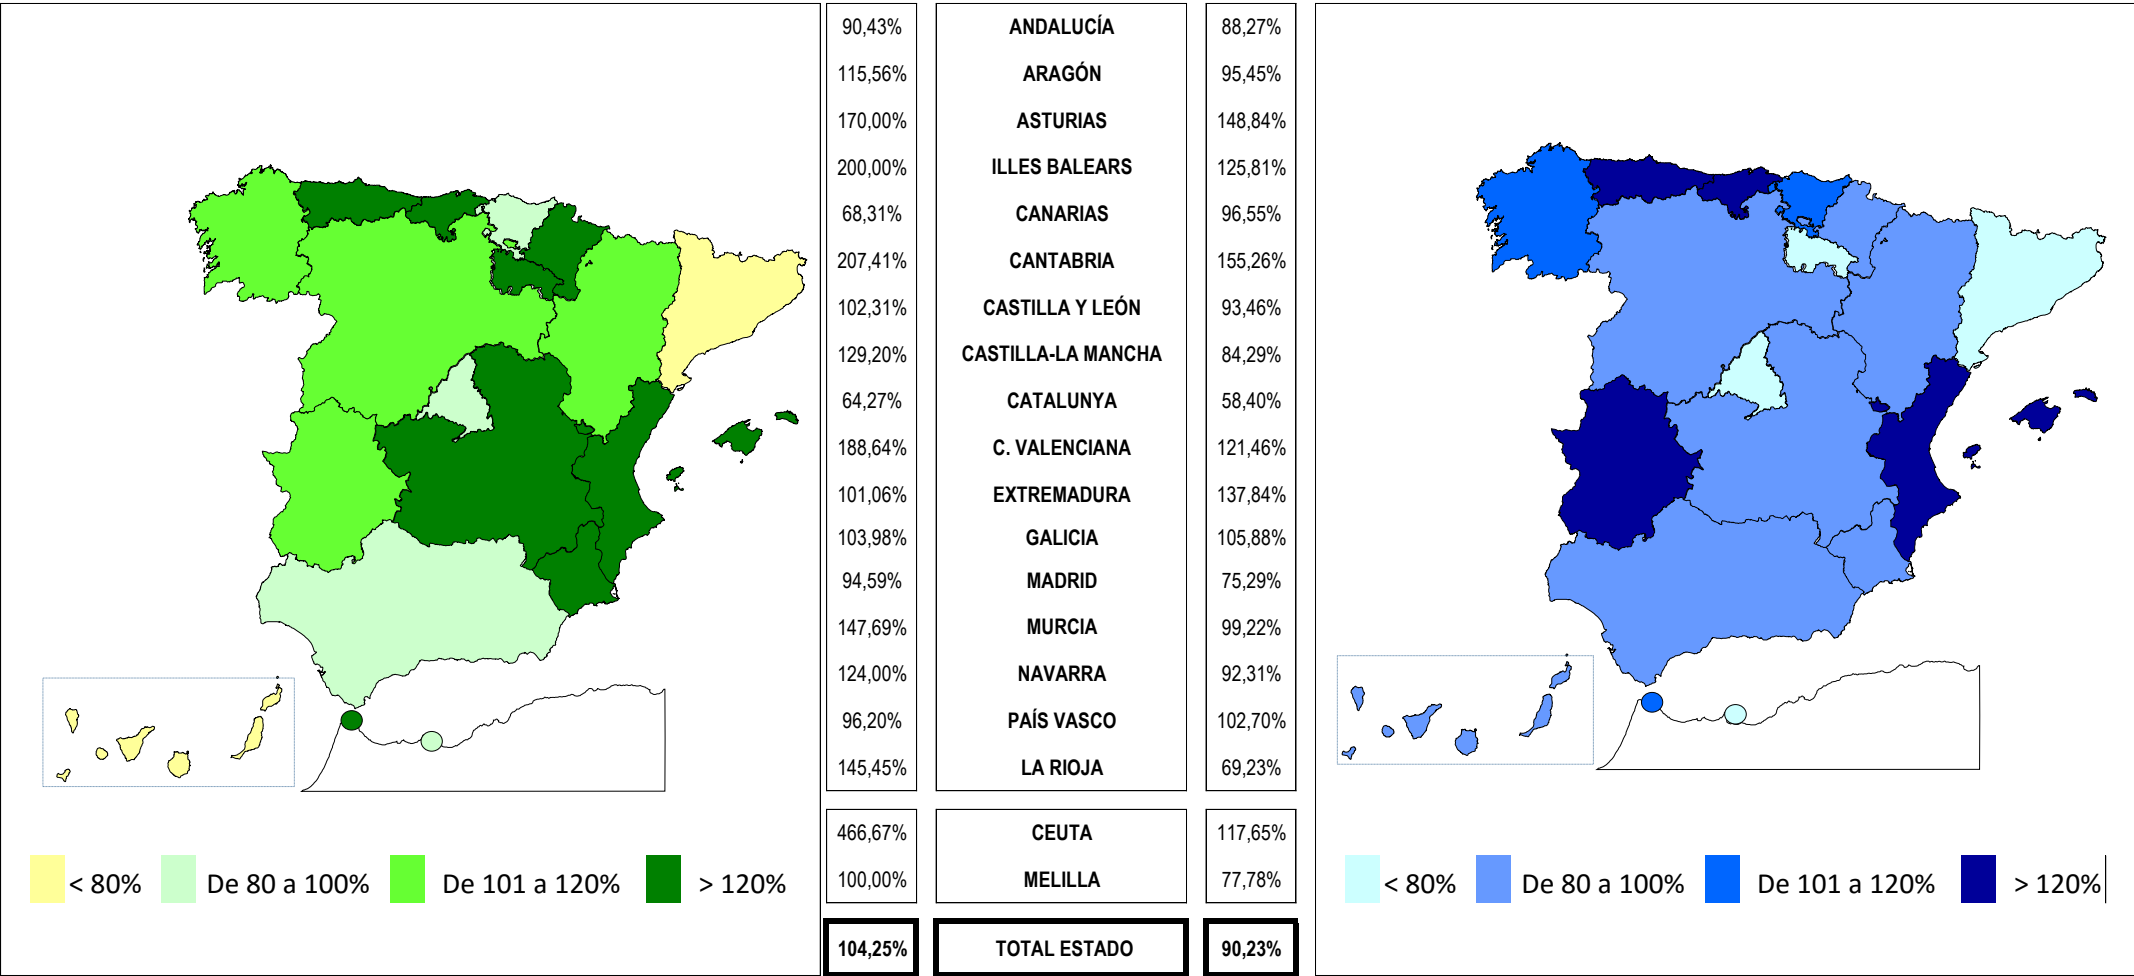 90,43% ANDALUCÍA 88,27%
115,56% ARAGÓN 95,45%
170,00% ASTURIAS 148,84%
200,00% ILLES BALEARS 125,81%
68,31% CANARIAS 96,55%
207,41% CANTABRIA 155,26%
102,31% CASTILLA Y LEÓN 93,46%
129,20% CASTILLA-LA MANCHA 84,29%
64,27% CATALUNYA 58,40%
188,64% C. VALENCIANA 121,46%
101,06% EXTREMADURA 137,84%
103,98% GALICIA 105,88%
94,59% MADRID 75,29%
147,69% MURCIA 99,22%
124,00% NAVARRA 92,31%
96,20% PAÍS VASCO 102,70%
145,45% LA RIOJA 69,23%
466,67% CEUTA 117,65%
100,00% MELILLA 77,78%
104,25% TOTAL ESTADO 90,23%
< 80% De 80 a 100% De 101 a 120% > 120%
< 80% De 80 a 100% De 101 a 120% > 120%